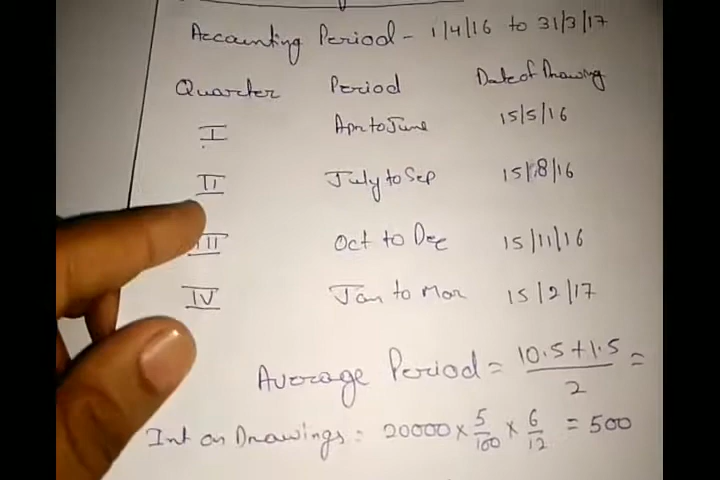 Accounting Period - 1/4/16 to 31/3/17
Quarter Period Date of Drawing
I Apr to June 15/5/16
II July to Sep 15/8/16
III Oct to Dec 15/11/16
IV Jan to Mar 15/2/17
Average Period = 10.5+1.5/2 =
Int on Drawings = 20000 × 5/100 × 6/12 = 500